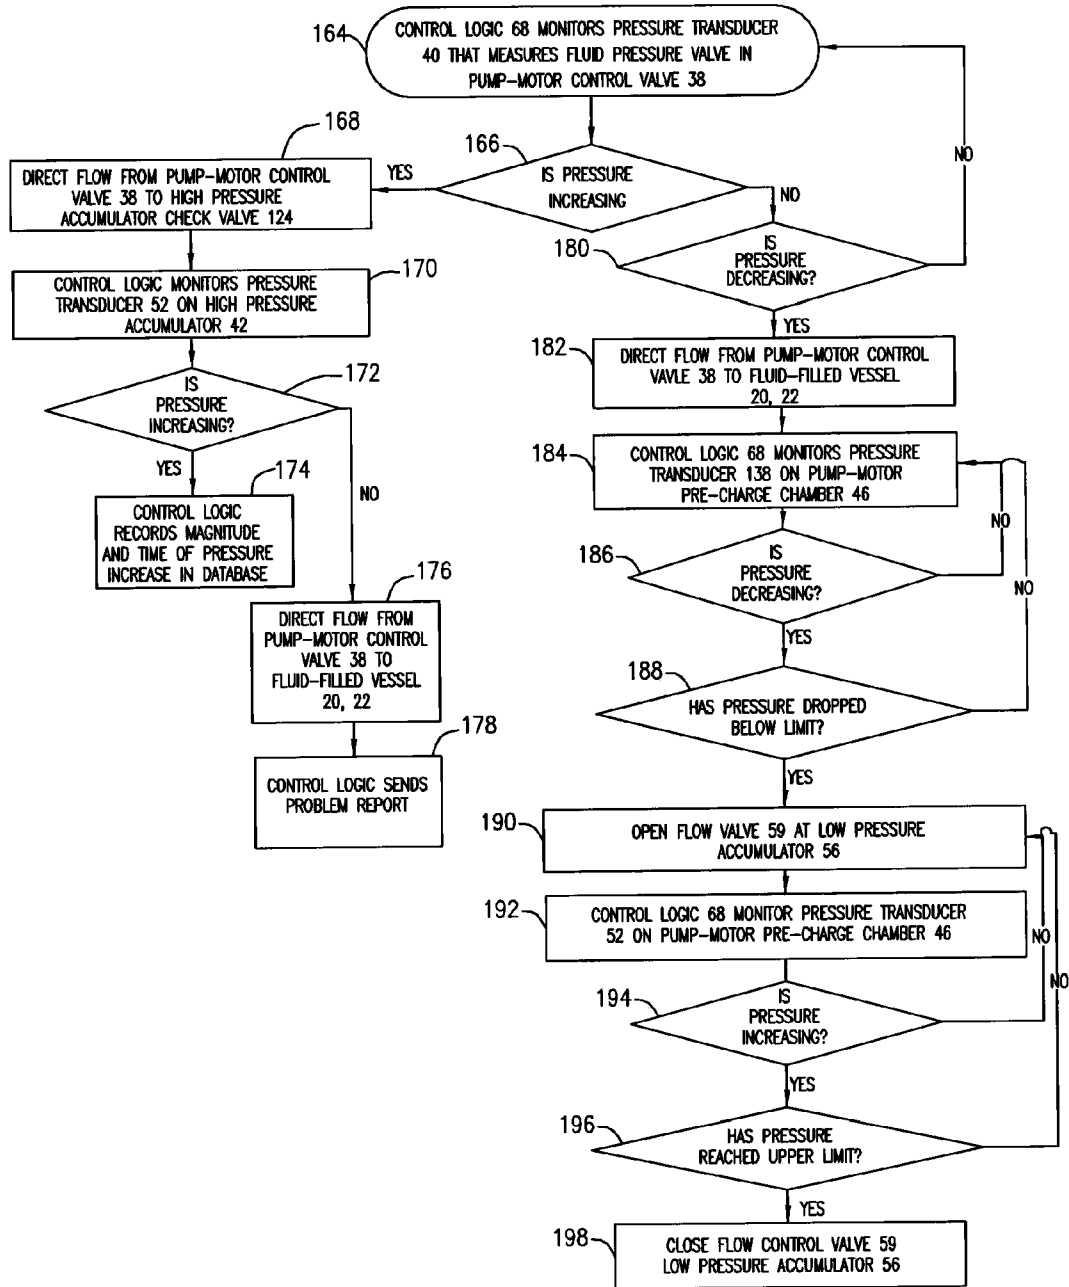 164
CONTROL LOGIC 68 MONITORS PRESSURE TRANSDUCER
40 THAT MEASURES FLUID PRESSURE VALVE IN
PUMP-MOTOR CONTROL VALVE 38
166
IS PRESSURE
INCREASING
YES
NO
NO
168
DIRECT FLOW FROM PUMP-MOTOR CONTROL
VALVE 38 TO HIGH PRESSURE
ACCUMULATOR CHECK VALVE 124
170
CONTROL LOGIC MONITORS PRESSURE
TRANSDUCER 52 ON HIGH PRESSURE
ACCUMULATOR 42
172
IS
PRESSURE
INCREASING?
YES
NO
174
CONTROL LOGIC
RECORDS MAGNITUDE
AND TIME OF PRESSURE
INCREASE IN DATABASE
176
DIRECT FLOW FROM
PUMP-MOTOR CONTROL
VALVE 38 TO
FLUID-FILLED VESSEL
20, 22
178
CONTROL LOGIC SENDS
PROBLEM REPORT
180
IS
PRESSURE
DECREASING?
YES
182
DIRECT FLOW FROM PUMP-MOTOR CONTROL
VAVLE 38 TO FLUID-FILLED VESSEL
20, 22
184
CONTROL LOGIC 68 MONITORS PRESSURE
TRANSDUCER 138 ON PUMP-MOTOR
PRE-CHARGE CHAMBER 46
186
IS
PRESSURE
DECREASING?
NO
NO
YES
188
HAS PRESSURE DROPPED
BELOW LIMIT?
YES
190
OPEN FLOW VALVE 59 AT LOW PRESSURE
ACCUMULATOR 56
192
CONTROL LOGIC 68 MONITOR PRESSURE TRANSDUCER
52 ON PUMP-MOTOR PRE-CHARGE CHAMBER 46
NO
NO
194
IS
PRESSURE
INCREASING?
YES
196
HAS PRESSURE
REACHED UPPER LIMIT?
YES
198
CLOSE FLOW CONTROL VALVE 59
LOW PRESSURE ACCUMULATOR 56